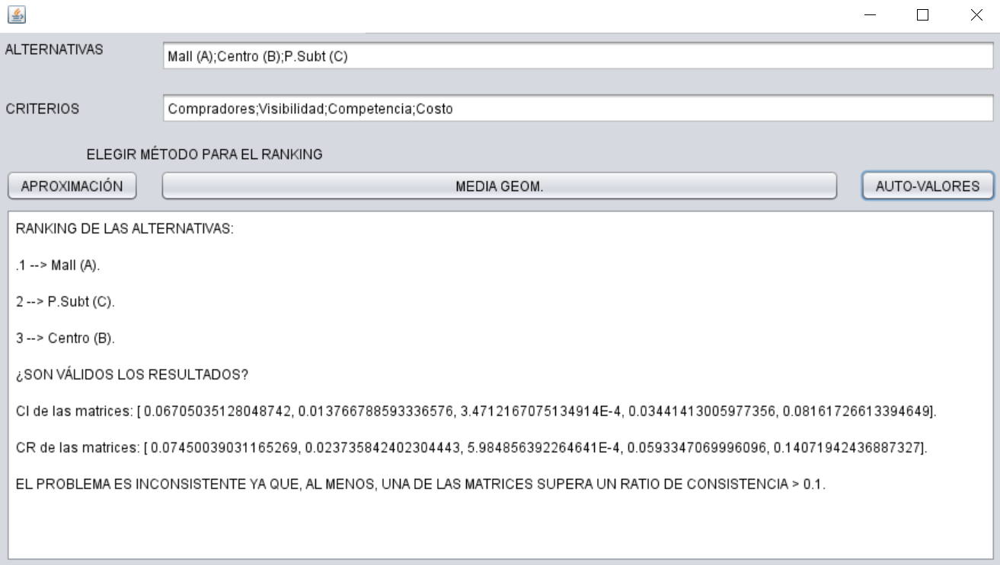 ALTERNATIVAS
Mall (A);Centro (B);P.Subt (C)
CRITERIOS
Compradores;Visibilidad;Competencia;Costo
ELEGIR MÉTODO PARA EL RANKING
APROXIMACIÓN
MEDIA GEOM.
AUTO-VALORES
RANKING DE LAS ALTERNATIVAS:
.1 --> Mall (A).
2 --> P.Subt (C).
3 --> Centro (B).
¿SON VÁLIDOS LOS RESULTADOS?
CI de las matrices: [ 0.06705035128048742, 0.013766788593336576, 3.4712167075134914E-4, 0.03441413005977356, 0.08161726613394649].
CR de las matrices: [ 0.07450039031165269, 0.023735842402304443, 5.984856392264641E-4, 0.0593347069996096, 0.14071942436887327].
EL PROBLEMA ES INCONSISTENTE YA QUE, AL MENOS, UNA DE LAS MATRICES SUPERA UN RATIO DE CONSISTENCIA > 0.1.